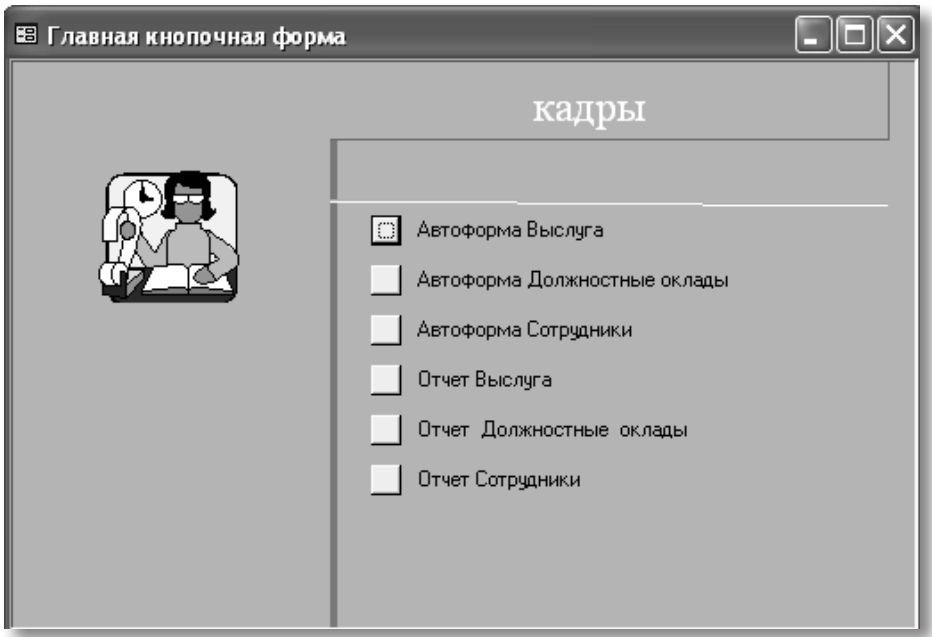 Главная кнопочная форма
кадры
Автоформа Выслуга
Автоформа Должностные оклады
Автоформа Сотрудники
Отчет Выслуга
Отчет Должностные оклады
Отчет Сотрудники